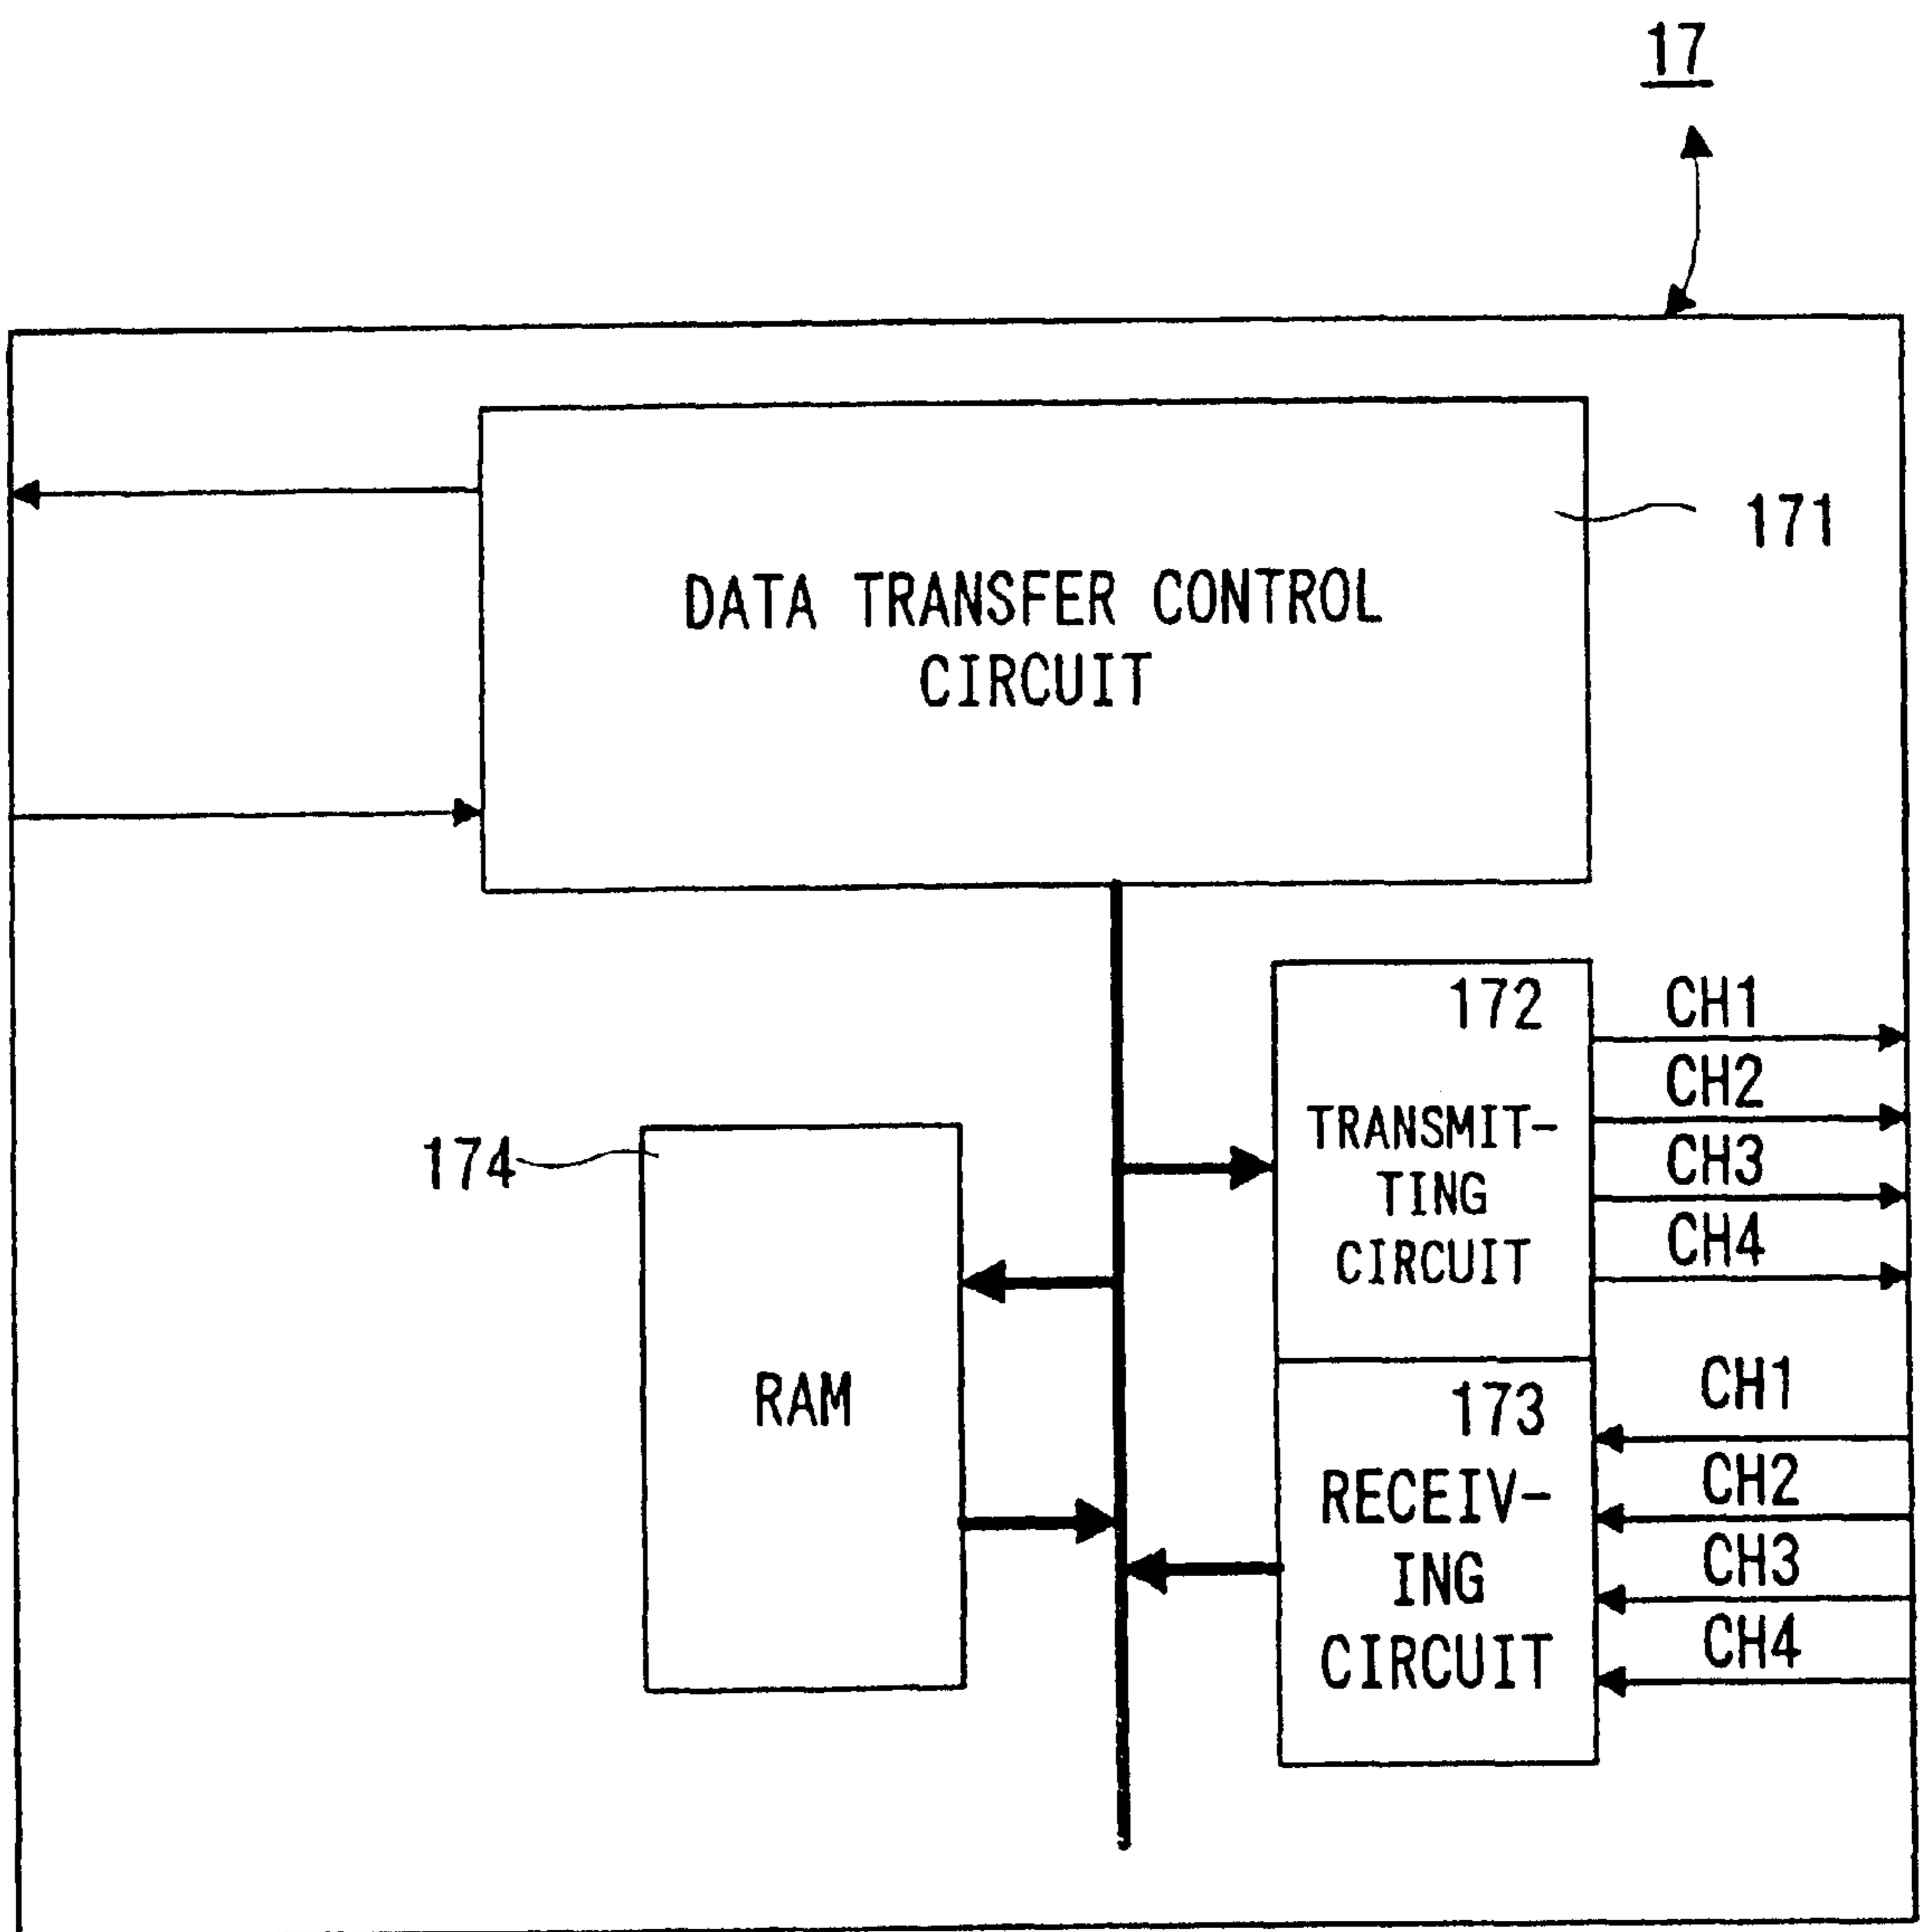 17
171
DATA TRANSFER CONTROL
CIRCUIT
172
TRANSMIT-
TING
CIRCUIT
CH1
CH2
CH3
CH4
174
RAM
173
RECEIV-
ING
CIRCUIT
CH1
CH2
CH3
CH4